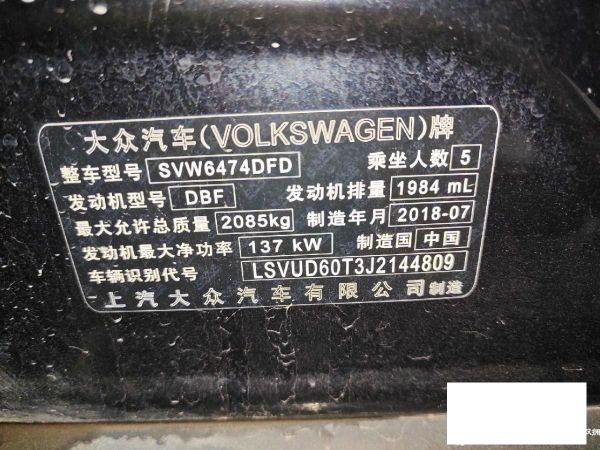 大众汽车(VOLKSWAGEN)牌
整车型号 SVW6474DFD 乘坐人数 5
发动机型号 DBF 发动机排量 1984 mL
最大允许总质量 2085kg 制造年月 2018-07
发动机最大净功率 137 kW 制造国 中国
车辆识别代号 LSVUD60T3J2144809
上汽大众汽车有限公司制造